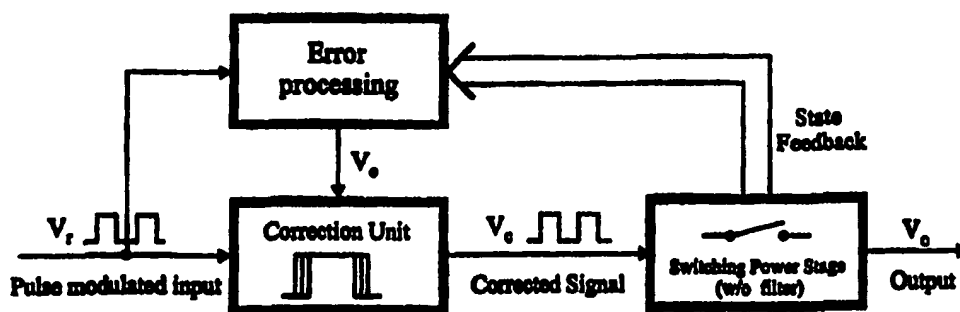 Error
processing
State
Feedback
Ve
Vr
Correction Unit
Vc
Vo
Pulse modulated input
Corrected Signal
Switching Power Stage
(w/o filter)
Output